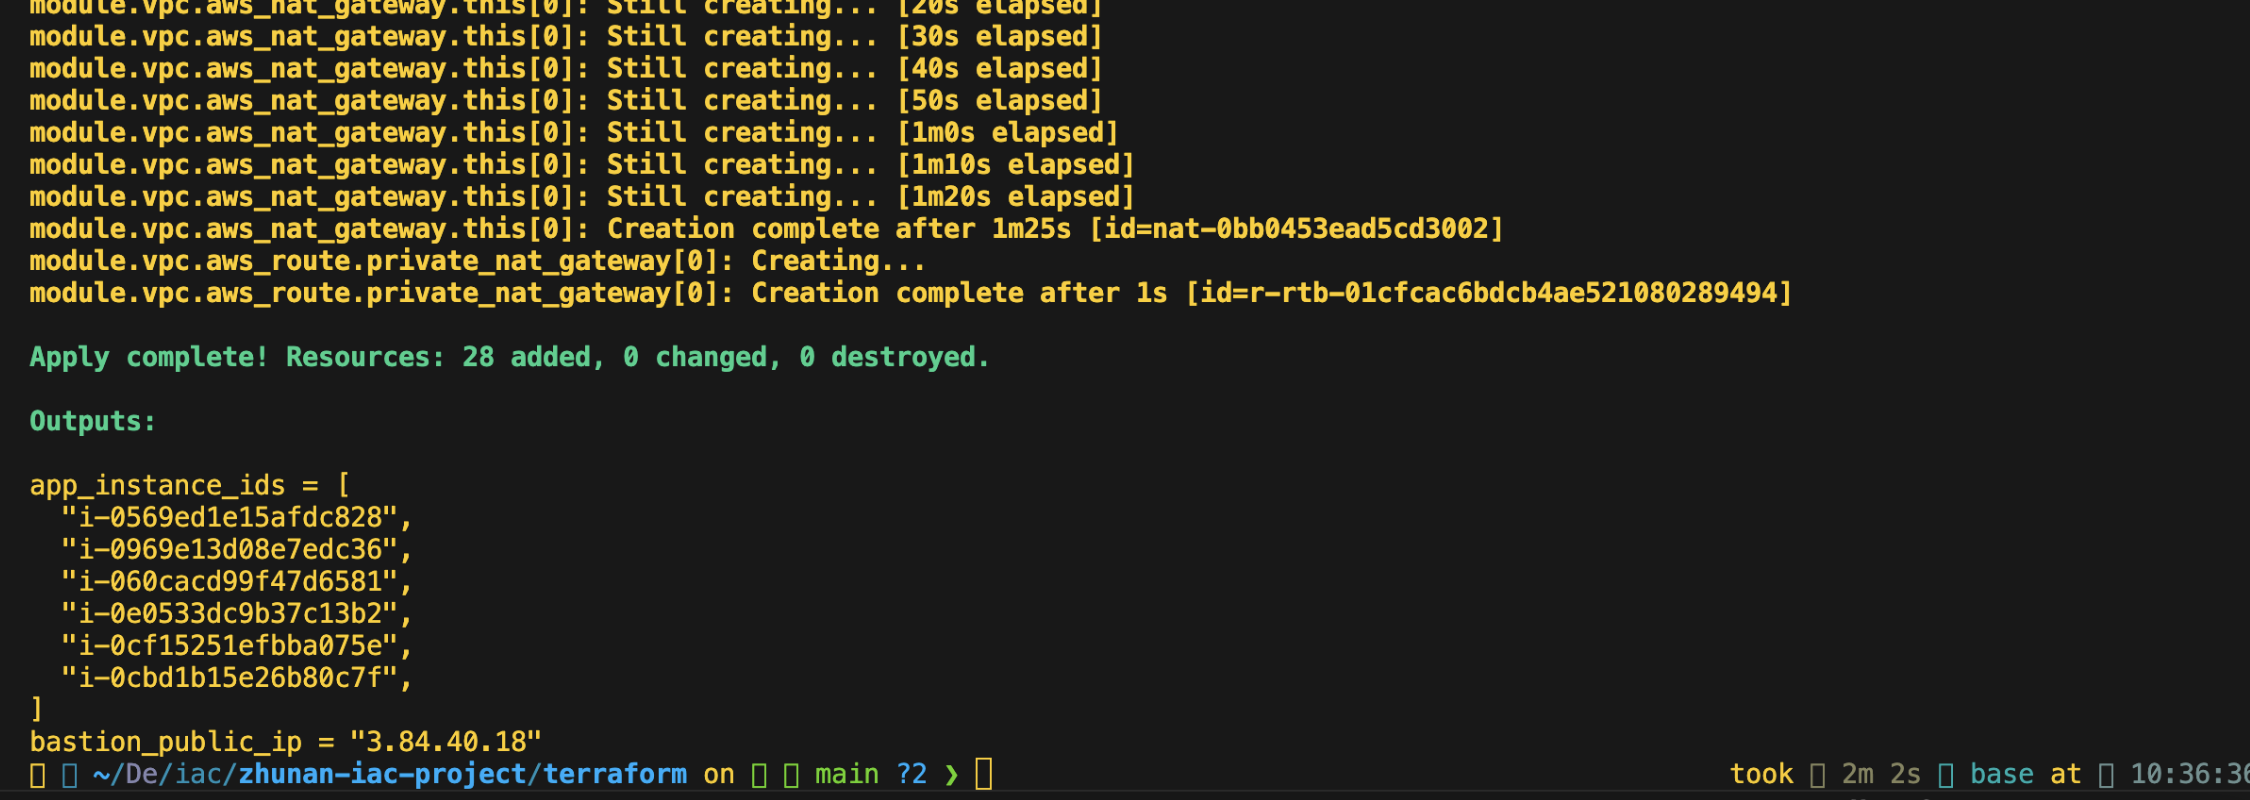 module.vpc.aws_nat_gateway.this[0]: Still creating... [20s elapsed]
module.vpc.aws_nat_gateway.this[0]: Still creating... [30s elapsed]
module.vpc.aws_nat_gateway.this[0]: Still creating... [40s elapsed]
module.vpc.aws_nat_gateway.this[0]: Still creating... [50s elapsed]
module.vpc.aws_nat_gateway.this[0]: Still creating... [1m0s elapsed]
module.vpc.aws_nat_gateway.this[0]: Still creating... [1m10s elapsed]
module.vpc.aws_nat_gateway.this[0]: Still creating... [1m20s elapsed]
module.vpc.aws_nat_gateway.this[0]: Creation complete after 1m25s [id=nat-0bb0453ead5cd3002]
module.vpc.aws_route.private_nat_gateway[0]: Creating...
module.vpc.aws_route.private_nat_gateway[0]: Creation complete after 1s [id=r-rtb-01cfcac6bdcb4ae521080289494]
Apply complete! Resources: 28 added, 0 changed, 0 destroyed.
Outputs:
app_instance_ids = [
  "i-0569ed1e15afdc828",
  "i-0969e13d08e7edc36",
  "i-060cacd99f47d6581",
  "i-0e0533dc9b37c13b2",
  "i-0cf15251efbba075e",
  "i-0cbd1b15e26b80c7f",
]
bastion_public_ip = "3.84.40.18"
~/De/iac/zhunan-iac-project/terraform on main ?2 ❯ took 2m 2s base at 10:36:36